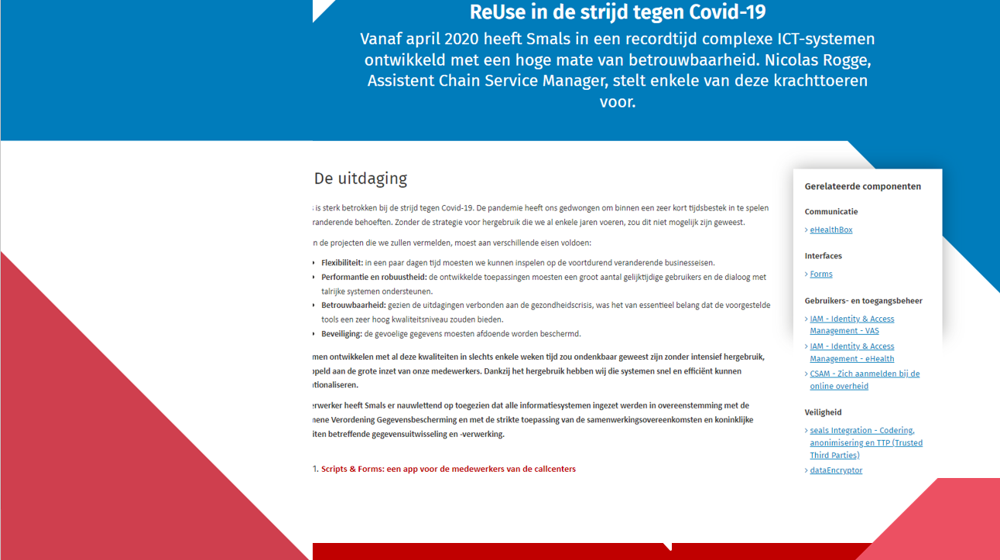 ReUse in de strijd tegen Covid-19
Vanaf april 2020 heeft Smals in een recordtijd complexe ICT-systemen
ontwikkeld met een hoge mate van betrouwbaarheid. Nicolas Rogge,
Assistent Chain Service Manager, stelt enkele van deze krachttoeren
voor.
De uitdaging
is sterk betrokken bij de strijd tegen Covid-19. De pandemie heeft ons gedwongen om binnen een zeer kort tijdsbestek in te spelen
randerende behoeften. Zonder de strategie voor hergebruik die we al enkele jaren voeren, zou dit niet mogelijk zijn geweest.
n de projecten die we zullen vermelden, moest aan verschillende eisen voldoen:
Flexibiliteit: in een paar dagen tijd moesten we kunnen inspelen op de voortdurend veranderende businesseisen.
Performantie en robuustheid: de ontwikkelde toepassingen moesten een groot aantal gelijktijdige gebruikers en de dialoog met
talrijke systemen ondersteunen.
Betrouwbaarheid: gezien de uitdagingen verbonden aan de gezondheidscrisis, was het van essentieel belang dat de voorgestelde
tools een zeer hoog kwaliteitsniveau zouden bieden.
Beveiliging: de gevoelige gegevens moesten afdoende worden beschermd.
men ontwikkelen met al deze kwaliteiten in slechts enkele weken tijd zou ondenkbaar geweest zijn zonder intensief hergebruik,
ppeld aan de grote inzet van onze medewerkers. Dankzij het hergebruik hebben wij die systemen snel en efficiënt kunnen
tionaliseren.
erwerker heeft Smals er nauwlettend op toegezien dat alle informatiesystemen ingezet werden in overeenstemming met de
mene Verordening Gegevensbescherming en met de strikte toepassing van de samenwerkingsovereenkomsten en koninklijke
iten betreffende gegevensuitwisseling en -verwerking.
1. Scripts & Forms: een app voor de medewerkers van de callcenters
Gerelateerde componenten
Communicatie
eHealthBox
Interfaces
Forms
Gebruikers- en toegangsbeheer
IAM - Identity & Access
Management - VAS
IAM - Identity & Access
Management - eHealth
CSAM - Zich aanmelden bij de
online overheid
Veiligheid
seals Integration - Codering,
anonimisering en TTP (Trusted
Third Parties)
dataEncryptor